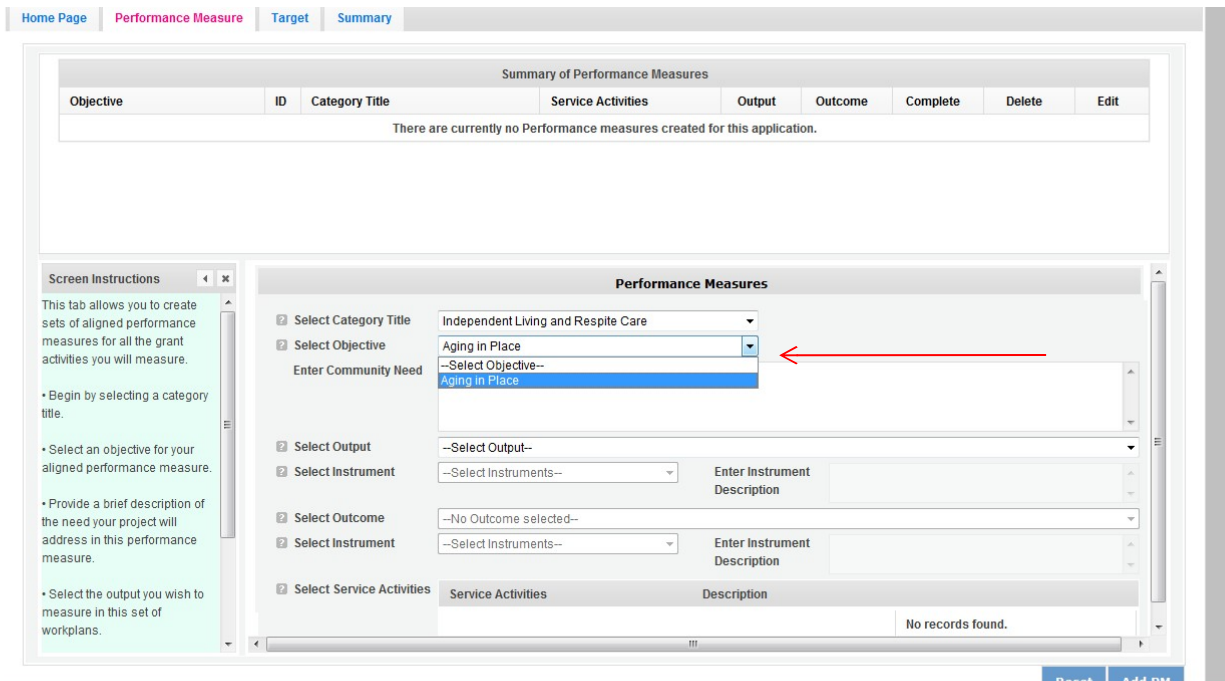 Home Page Performance Measure Target Summary
Summary of Performance Measures
Objective ID Category Title Service Activities Output Outcome Complete Delete Edit
There are currently no Performance measures created for this application.
Screen Instructions
This tab allows you to create
sets of aligned performance
measures for all the grant
activities you will measure.
• Begin by selecting a category
title.
• Select an objective for your
aligned performance measure.
• Provide a brief description of
the need your project will
address in this performance
measure.
• Select the output you wish to
measure in this set of
workplans.
Performance Measures
Select Category Title Independent Living and Respite Care
Select Objective Aging in Place
--Select Objective--
Enter Community Need
Aging in Place
Select Output --Select Output--
Select Instrument --Select Instruments-- Enter Instrument
Description
Select Outcome --No Outcome selected--
Select Instrument --Select Instruments-- Enter Instrument
Description
Select Service Activities Service Activities Description
No records found.
Reset Add PM